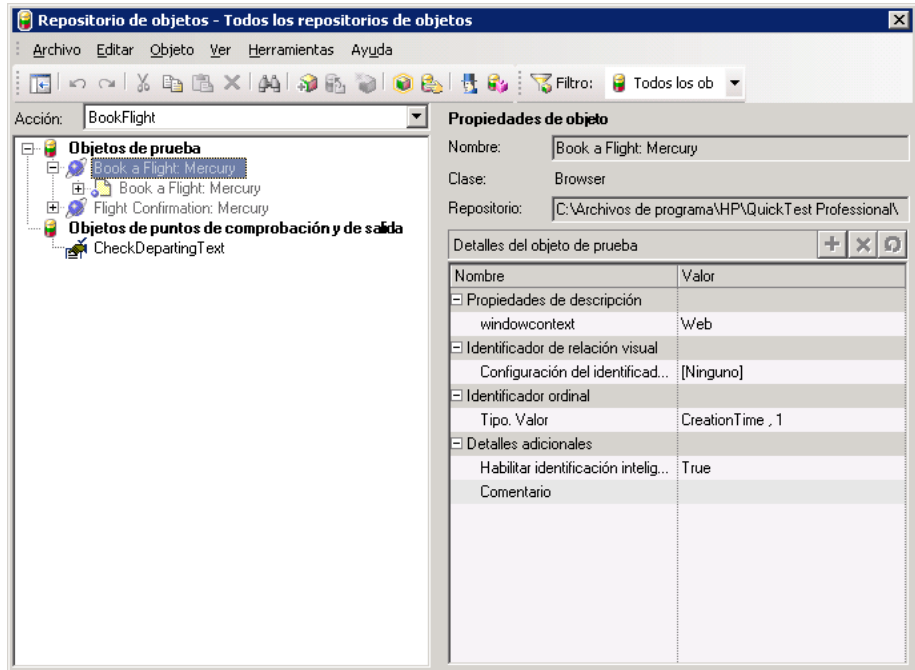 Repositorio de objetos - Todos los repositorios de objetos
Archivo Editar Objeto Ver Herramientas Ayuda
Filtro: Todos los ob
Acción: BookFlight
Objetos de prueba
Book a Flight: Mercury
Book a Flight: Mercury
Flight Confirmation: Mercury
Objetos de puntos de comprobación y de salida
CheckDepartingText
Propiedades de objeto
Nombre: Book a Flight: Mercury
Clase: Browser
Repositorio: C:\Archivos de programa\HP\QuickTest Professional\
Detalles del objeto de prueba
Nombre Valor
Propiedades de descripción
windowcontext Web
Identificador de relación visual
Configuración del identificad... [Ninguno]
Identificador ordinal
Tipo. Valor CreationTime , 1
Detalles adicionales
Habilitar identificación intelig... True
Comentario